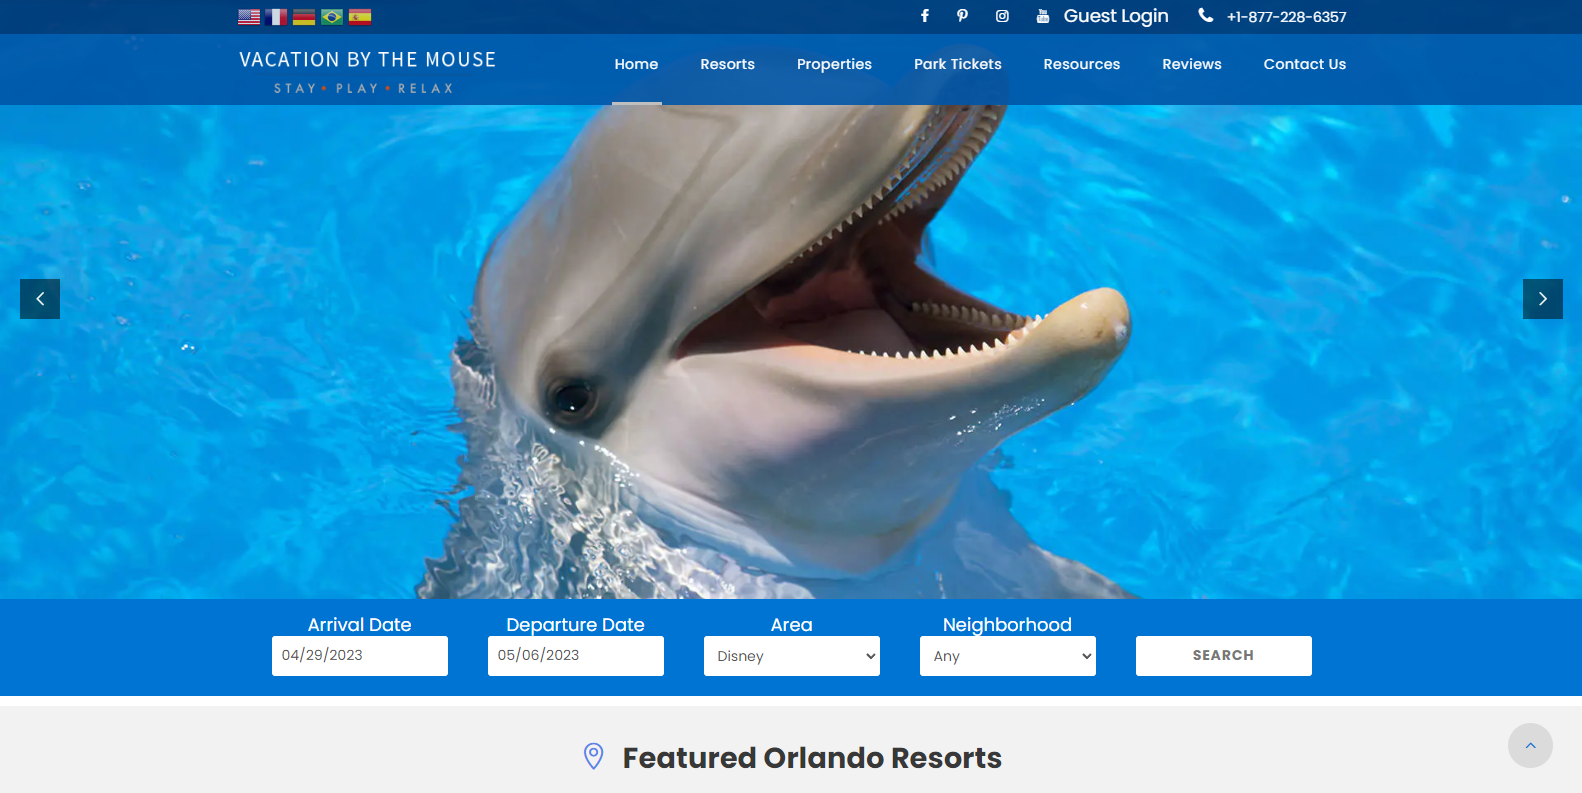 Guest Login +1-877-228-6357
VACATION BY THE MOUSE
STAY • PLAY • RELAX
Home Resorts Properties Park Tickets Resources Reviews Contact Us
Arrival Date Departure Date Area Neighborhood
04/29/2023 05/06/2023 Disney Any SEARCH
Featured Orlando Resorts